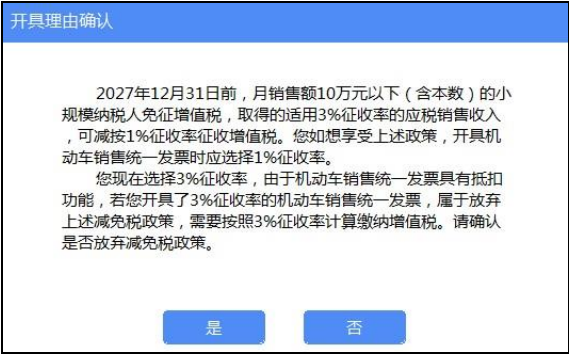 开具理由确认
2027年12月31日前，月销售额10万元以下（含本数）的小
规模纳税人免征增值税，取得的适用3%征收率的应税销售收入
，可减按1%征收率征收增值税。您如想享受上述政策，开具机
动车销售统一发票时应选择1%征收率。
您现在选择3%征收率，由于机动车销售统一发票具有抵扣
功能，若您开具了3%征收率的机动车销售统一发票，属于放弃
上述减免税政策，需要按照3%征收率计算缴纳增值税。请确认
是否放弃减免税政策。
是
否